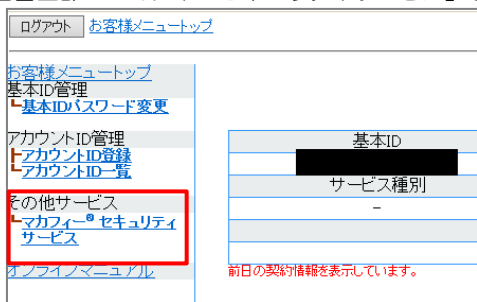 ログアウト お客様メニュートップ
お客様メニュートップ
基本ID管理
基本IDパスワード変更
アカウントID管理
アカウントID登録
アカウントID一覧
その他サービス
マカフィー® セキュリティ
サービス
オンラインマニュアル
基本ID
サービス種別
−
前日の契約情報を表示しています。